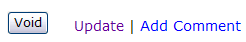 Void Update | Add Comment